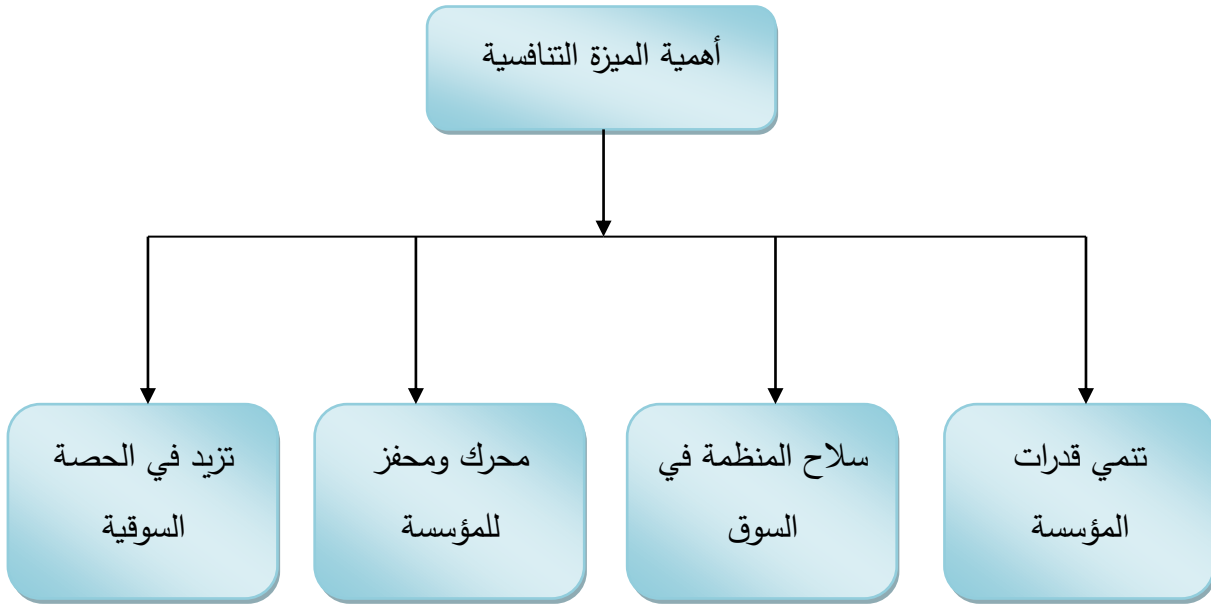 أهمية الميزة التنافسية
تنمي قدرات
المؤسسة
سلاح المنظمة في
السوق
محرك ومحفز
للمؤسسة
تزيد في الحصة
السوقية